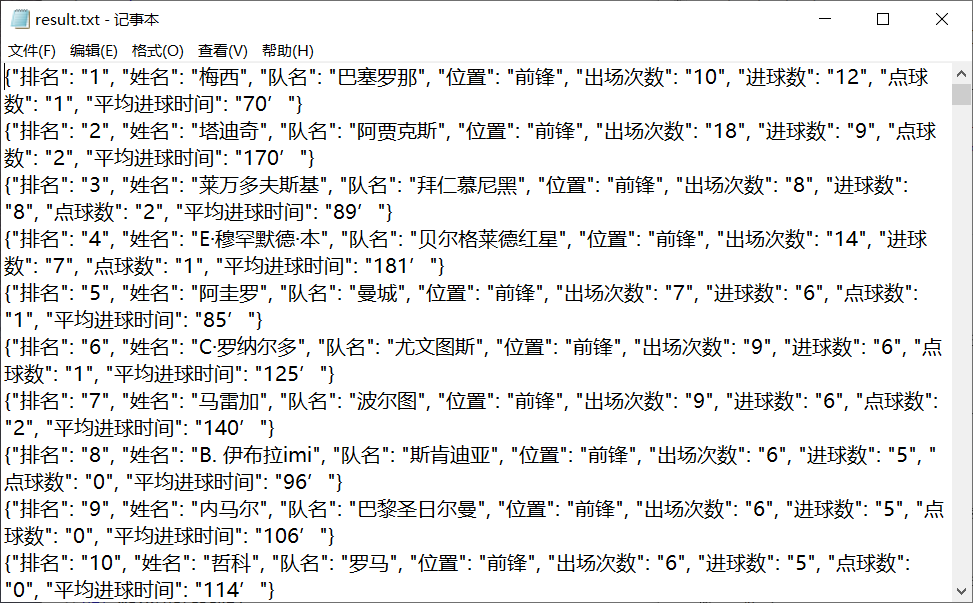 result.txt - 记事本
文件(F) 编辑(E) 格式(O) 查看(V) 帮助(H)
{"排名": "1", "姓名": "梅西", "队名": "巴塞罗那", "位置": "前锋", "出场次数": "10", "进球数": "12", "点球
数": "1", "平均进球时间": "70′"}
{"排名": "2", "姓名": "塔迪奇", "队名": "阿贾克斯", "位置": "前锋", "出场次数": "18", "进球数": "9", "点球
数": "2", "平均进球时间": "170′"}
{"排名": "3", "姓名": "莱万多夫斯基", "队名": "拜仁慕尼黑", "位置": "前锋", "出场次数": "8", "进球数":
"8", "点球数": "2", "平均进球时间": "89′"}
{"排名": "4", "姓名": "E·穆罕默德·本", "队名": "贝尔格莱德红星", "位置": "前锋", "出场次数": "14", "进球
数": "7", "点球数": "1", "平均进球时间": "181′"}
{"排名": "5", "姓名": "阿圭罗", "队名": "曼城", "位置": "前锋", "出场次数": "7", "进球数": "6", "点球数":
"1", "平均进球时间": "85′"}
{"排名": "6", "姓名": "C·罗纳尔多", "队名": "尤文图斯", "位置": "前锋", "出场次数": "9", "进球数": "6", "点
球数": "1", "平均进球时间": "125′"}
{"排名": "7", "姓名": "马雷加", "队名": "波尔图", "位置": "前锋", "出场次数": "9", "进球数": "6", "点球数":
"2", "平均进球时间": "140′"}
{"排名": "8", "姓名": "B. 伊布拉imi", "队名": "斯肯迪亚", "位置": "前锋", "出场次数": "6", "进球数": "5", "
点球数": "0", "平均进球时间": "96′"}
{"排名": "9", "姓名": "内马尔", "队名": "巴黎圣日尔曼", "位置": "前锋", "出场次数": "6", "进球数": "5", "点
球数": "0", "平均进球时间": "106′"}
{"排名": "10", "姓名": "哲科", "队名": "罗马", "位置": "前锋", "出场次数": "6", "进球数": "5", "点球数":
"0", "平均进球时间": "114′"}